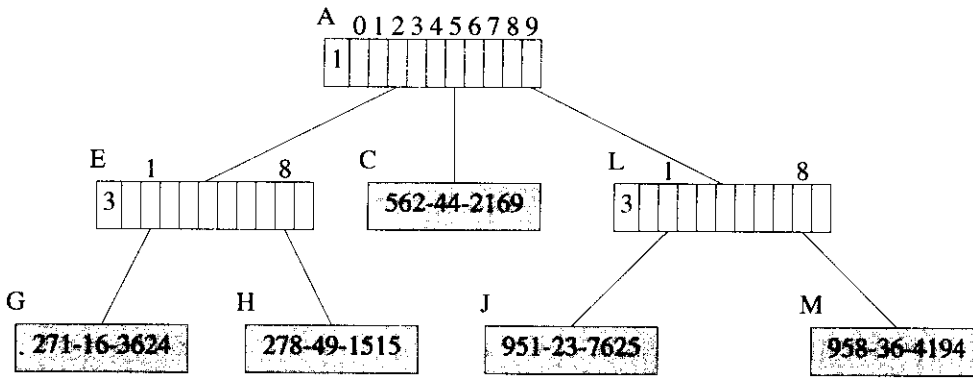 A 0 1 2 3 4 5 6 7 8 9
1
E 1 8 C L 1 8
3 562-44-2169 3
G H J M
271-16-3624 278-49-1515 951-23-7625 958-36-4194